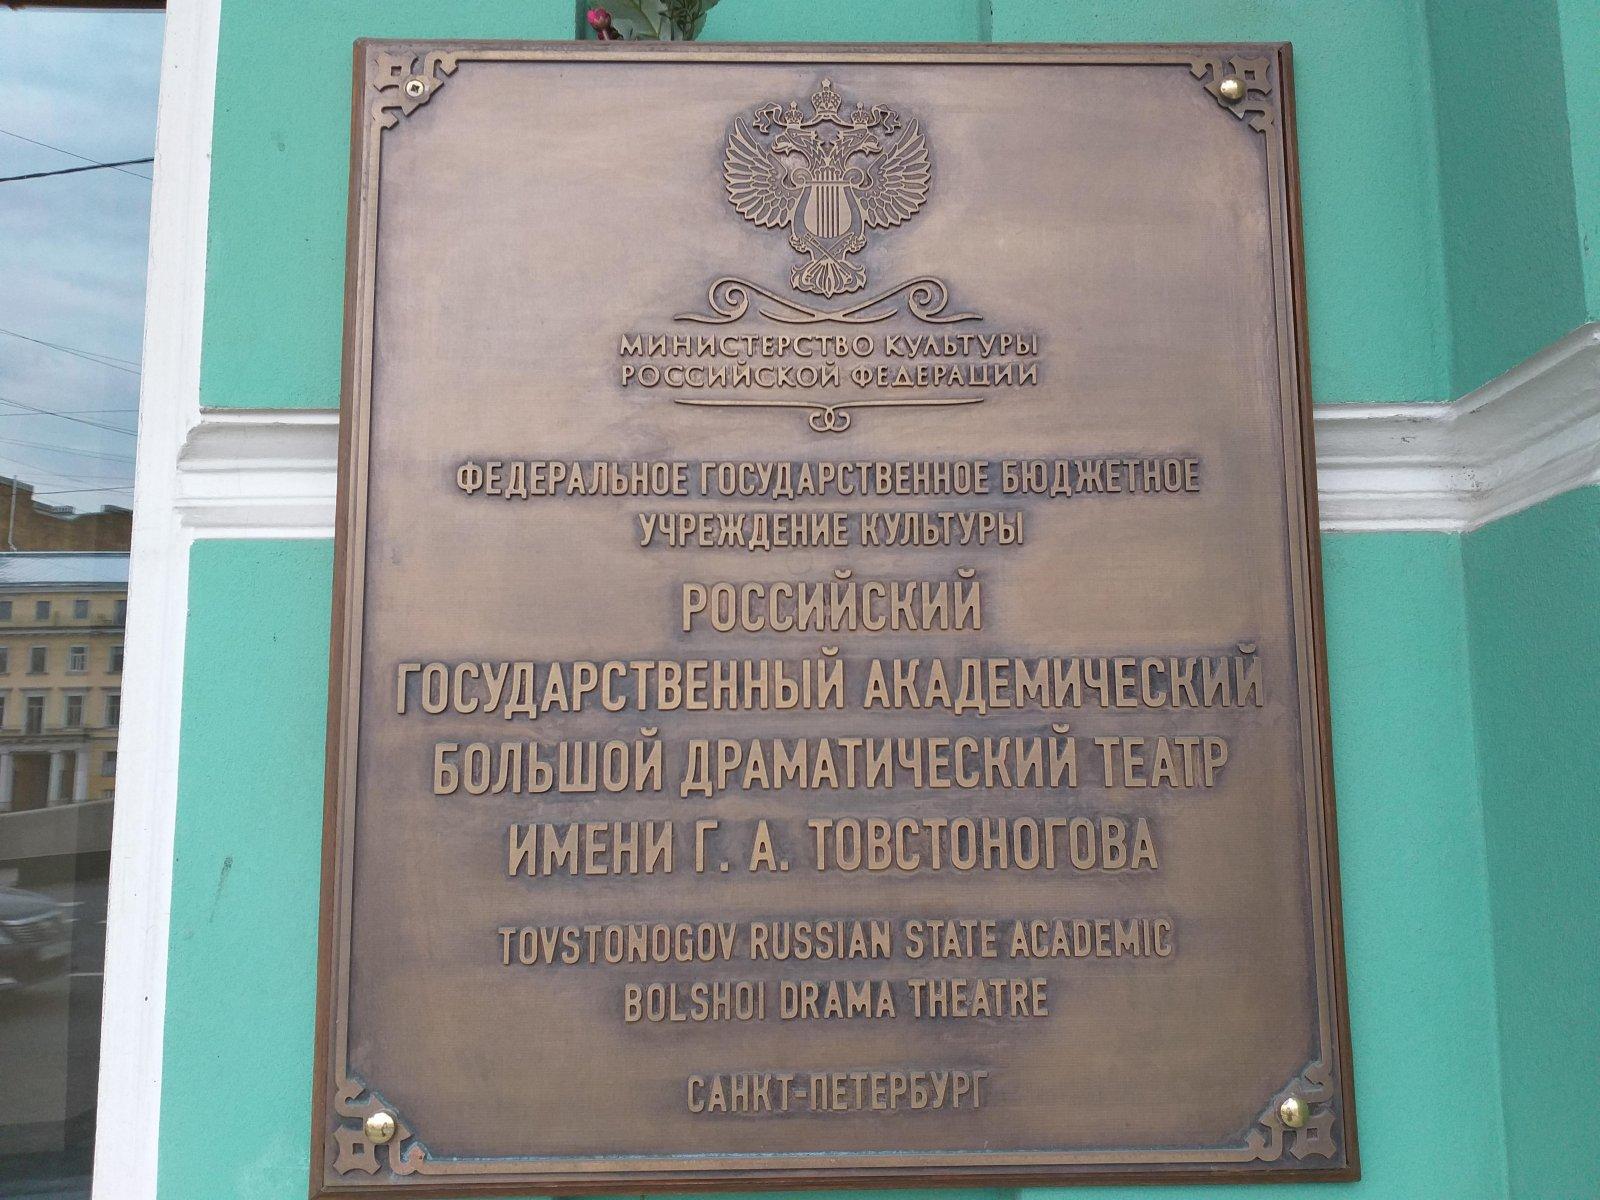 МИНИСТЕРСТВО КУЛЬТУРЫ
РОССИЙСКОЙ ФЕДЕРАЦИИ
ФЕДЕРАЛЬНОЕ ГОСУДАРСТВЕННОЕ БЮДЖЕТНОЕ
УЧРЕЖДЕНИЕ КУЛЬТУРЫ
РОССИЙСКИЙ
ГОСУДАРСТВЕННЫЙ АКАДЕМИЧЕСКИЙ
БОЛЬШОЙ ДРАМАТИЧЕСКИЙ ТЕАТР
ИМЕНИ Г. А. ТОВСТОНОГОВА
TOVSTONOGOV RUSSIAN STATE ACADEMIC
BOLSHOI DRAMA THEATRE
САНКТ-ПЕТЕРБУРГ